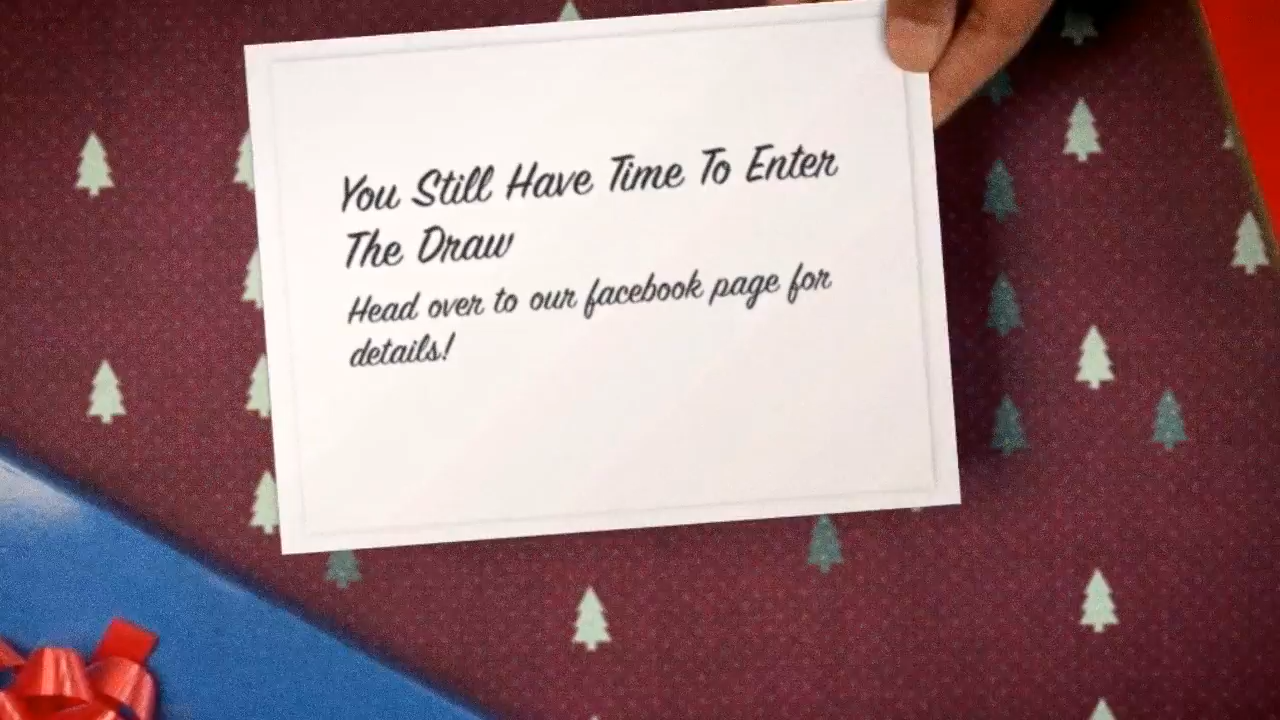 You Still Have Time To Enter
The Draw
Head over to our facebook page for
details!